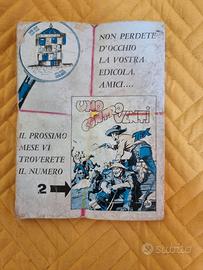 NON PERDETE
D'OCCHIO
LA VOSTRA
EDICOLA,
AMICI....
UNO
CONTRO
VENTI
IL PROSSIMO
MESE VI
TROVERETE
IL NUMERO
2
subito